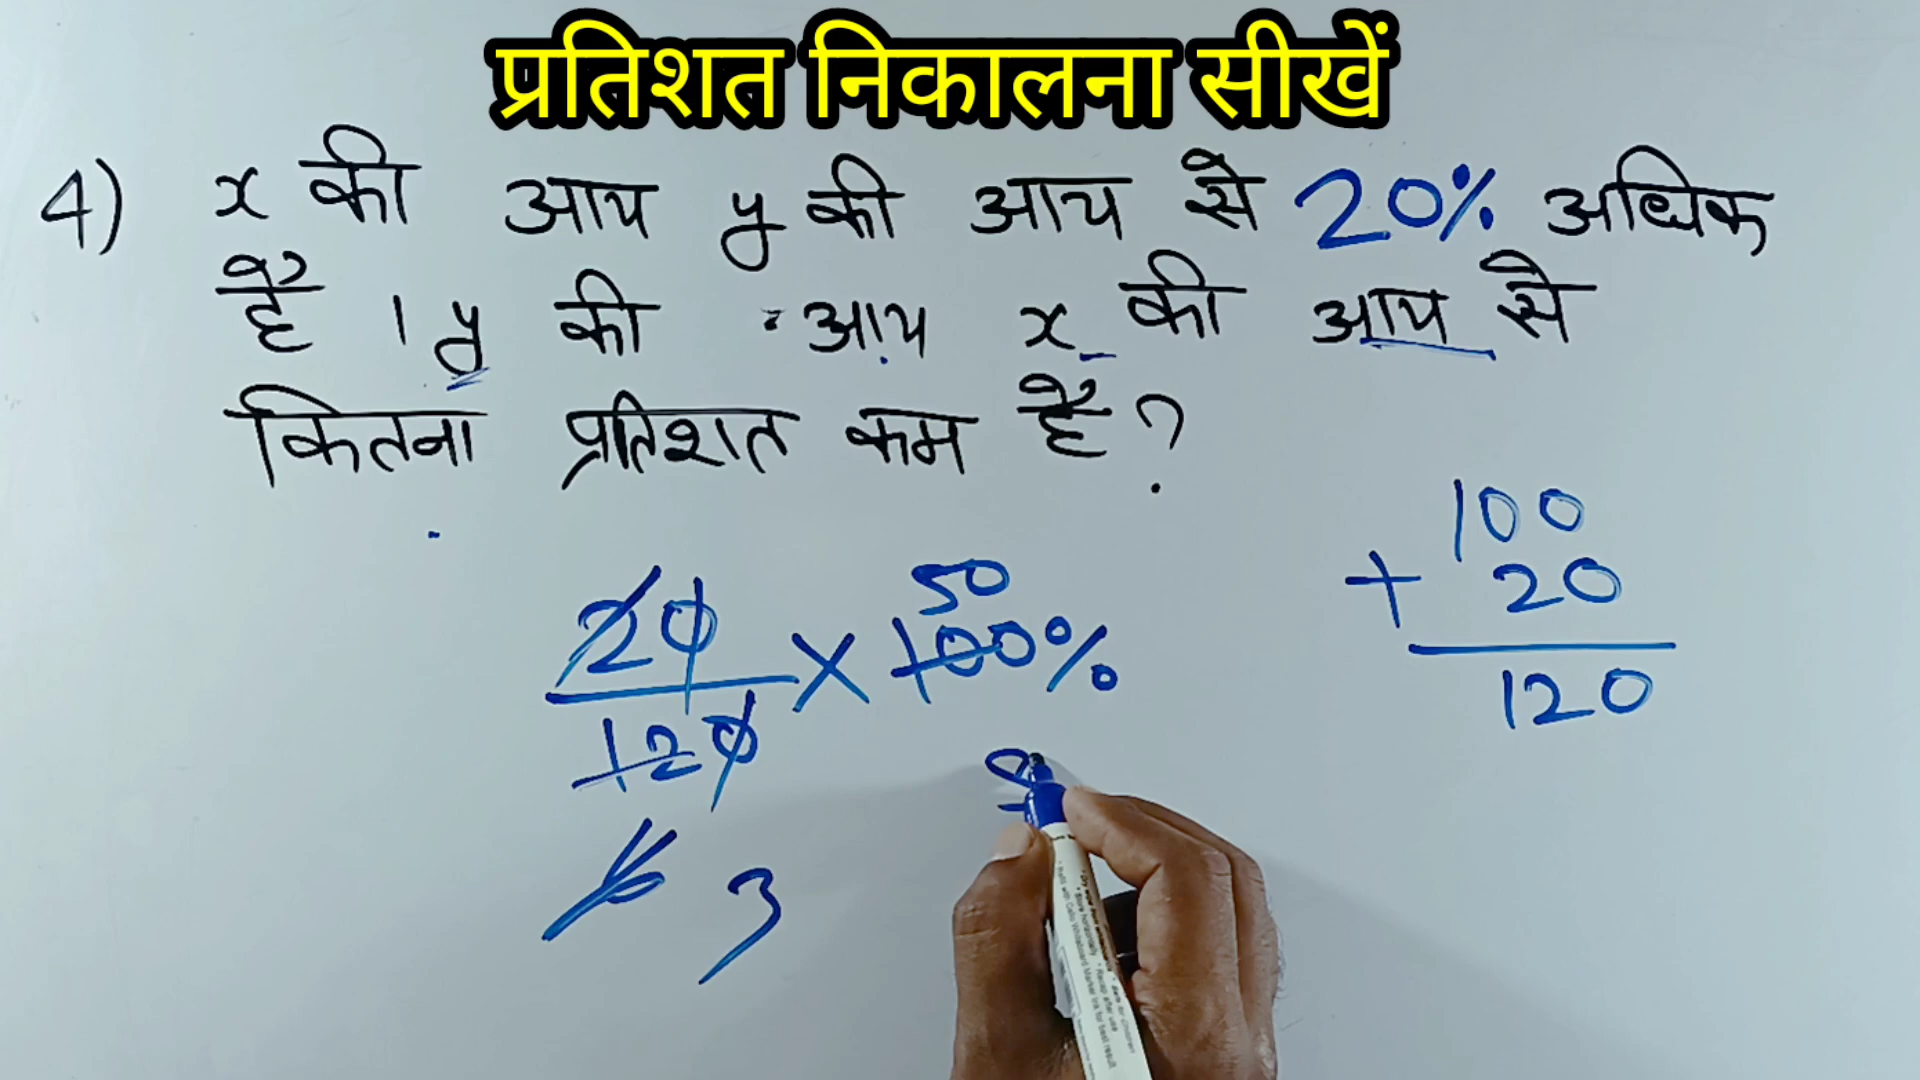 प्रतिशत निकालना सीखें
4) x की आय y की आय से 20% अधिक
है । y की आय x की आय से
कितना प्रतिशत कम है ?
100
+ 20
120
50
20 × 100%
120
6 3